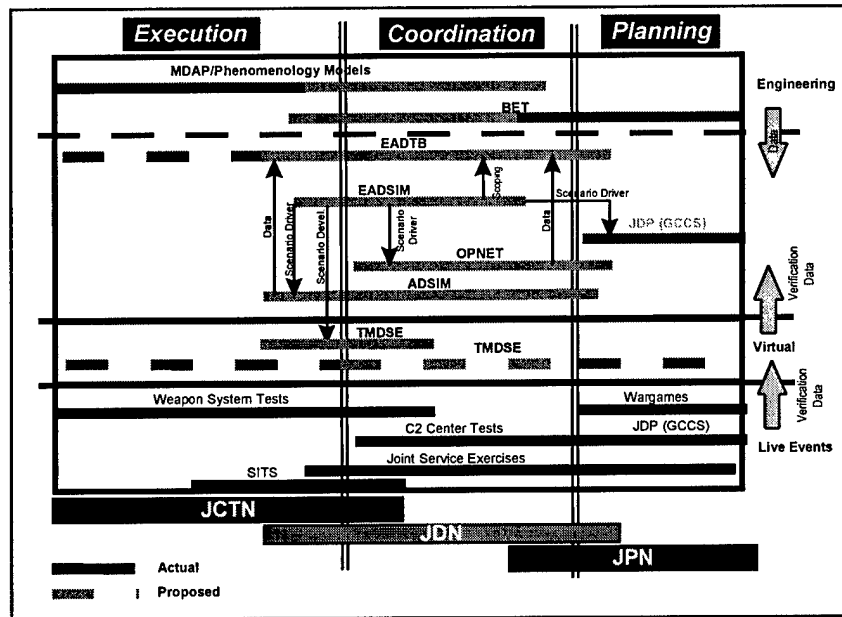 Execution Coordination Planning
MDAP/Phenomenology Models
Engineering
BET
Data
EADTB
Scoping
Scenario Driver
EADSIM
Data
Scenario Driver
Scenario Devel.
Scenario
Driver
Data
JDP (GCCS)
OPNET
ADSIM
Verification
Data
TMDSE
TMDSE
Virtual
Weapon System Tests
Wargames
Verification
Data
C2 Center Tests
JDP (GCCS)
Live Events
Joint Service Exercises
SITS
JCTN
JDN
JPN
Actual
Proposed